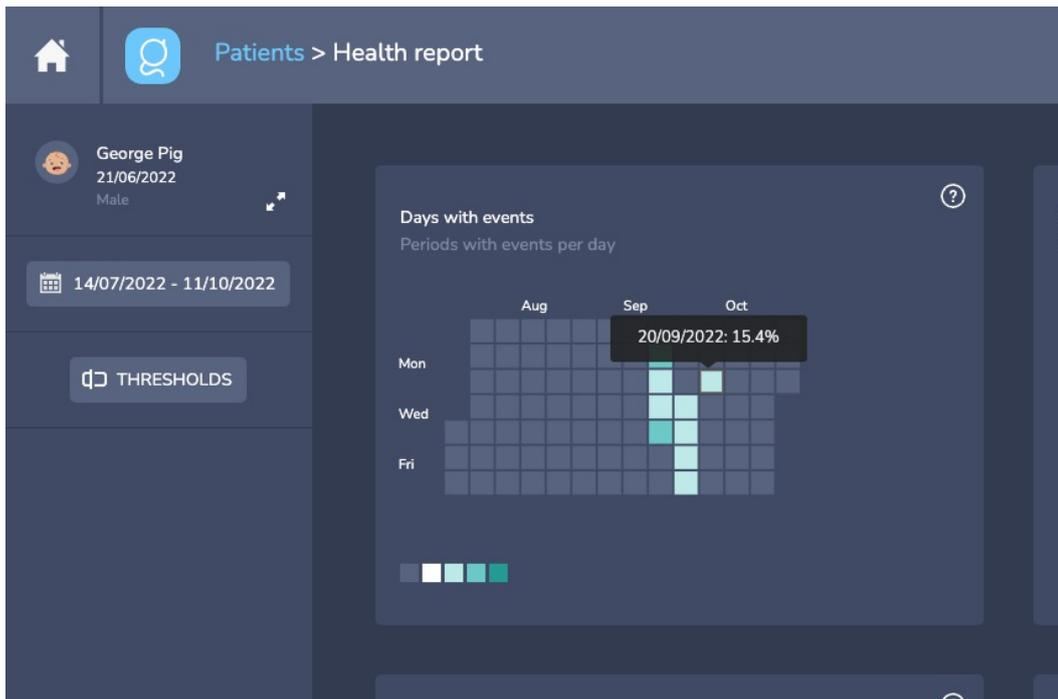 Patients > Health report
George Pig
21/06/2022
Male
14/07/2022 - 11/10/2022
THRESHOLDS
Days with events
Periods with events per day
Aug Sep Oct
20/09/2022: 15.4%
Mon
Wed
Fri